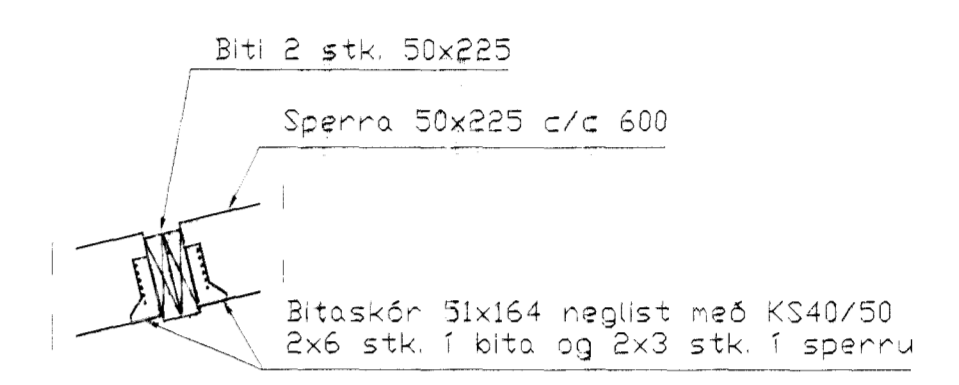 Biti 2 stk. 50x225
Sperra 50x225 c/c 600
Bitaskór 51x164 neglist með KS40/50
2x6 stk. í bita og 2x3 stk. í sperru